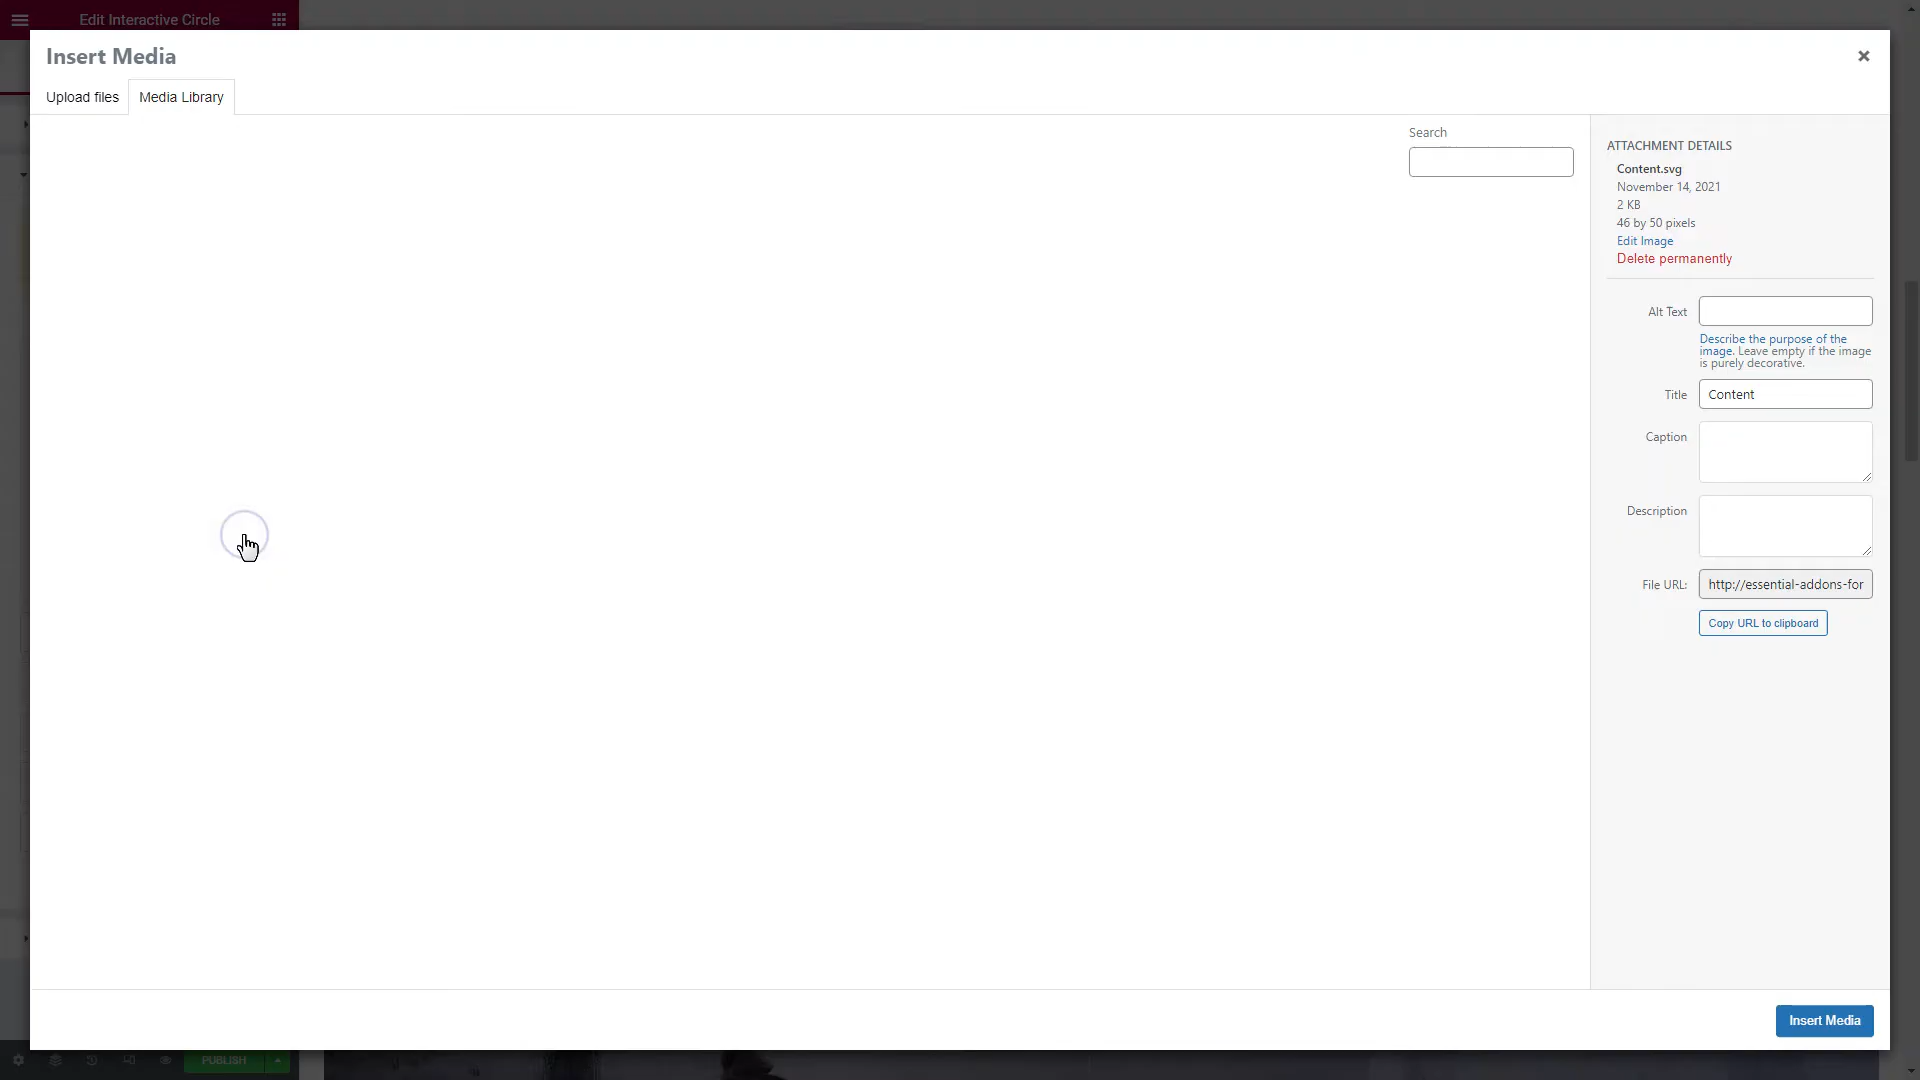 Edit Interactive Circle
Insert Media
Upload files
Media Library
Search
ATTACHMENT DETAILS
Content.svg
November 14, 2021
2 KB
46 by 50 pixels
Edit Image
Delete permanently
Alt Text
Describe the purpose of the
image. Leave empty if the image
is purely decorative.
Title
Content
Caption
Description
File URL:
http://essential-addons-for
Copy URL to clipboard
Insert Media
PUBLISH